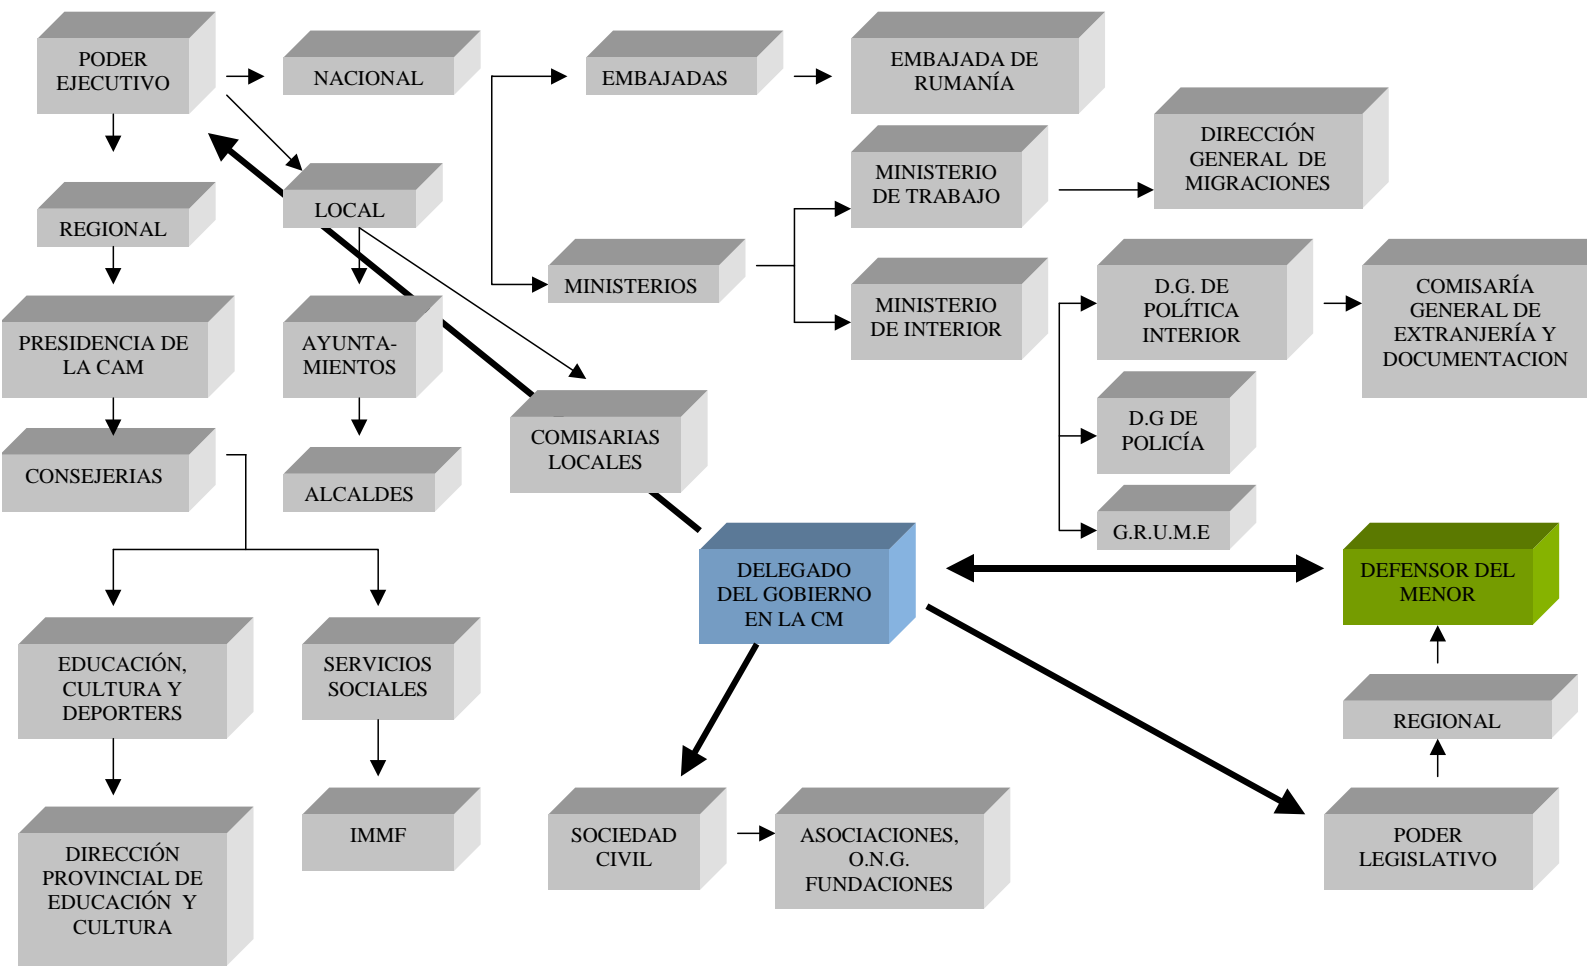 PODER
EJECUTIVO
NACIONAL
EMBAJADAS
EMBAJADA DE
RUMANÍA
DIRECCIÓN
GENERAL DE
MIGRACIONES
MINISTERIO
DE TRABAJO
LOCAL
REGIONAL
MINISTERIOS
MINISTERIO
DE INTERIOR
D.G. DE
POLÍTICA
INTERIOR
COMISARÍA
GENERAL DE
EXTRANJERÍA Y
DOCUMENTACION
PRESIDENCIA DE
LA CAM
AYUNTA-
MIENTOS
D.G DE
POLICÍA
COMISARIAS
LOCALES
CONSEJERIAS
ALCALDES
G.R.U.M.E
DELEGADO
DEL GOBIERNO
EN LA CM
DEFENSOR DEL
MENOR
EDUCACIÓN,
CULTURA Y
DEPORTERS
SERVICIOS
SOCIALES
REGIONAL
IMMF
SOCIEDAD
CIVIL
ASOCIACIONES,
O.N.G.
FUNDACIONES
PODER
LEGISLATIVO
DIRECCIÓN
PROVINCIAL DE
EDUCACIÓN Y
CULTURA